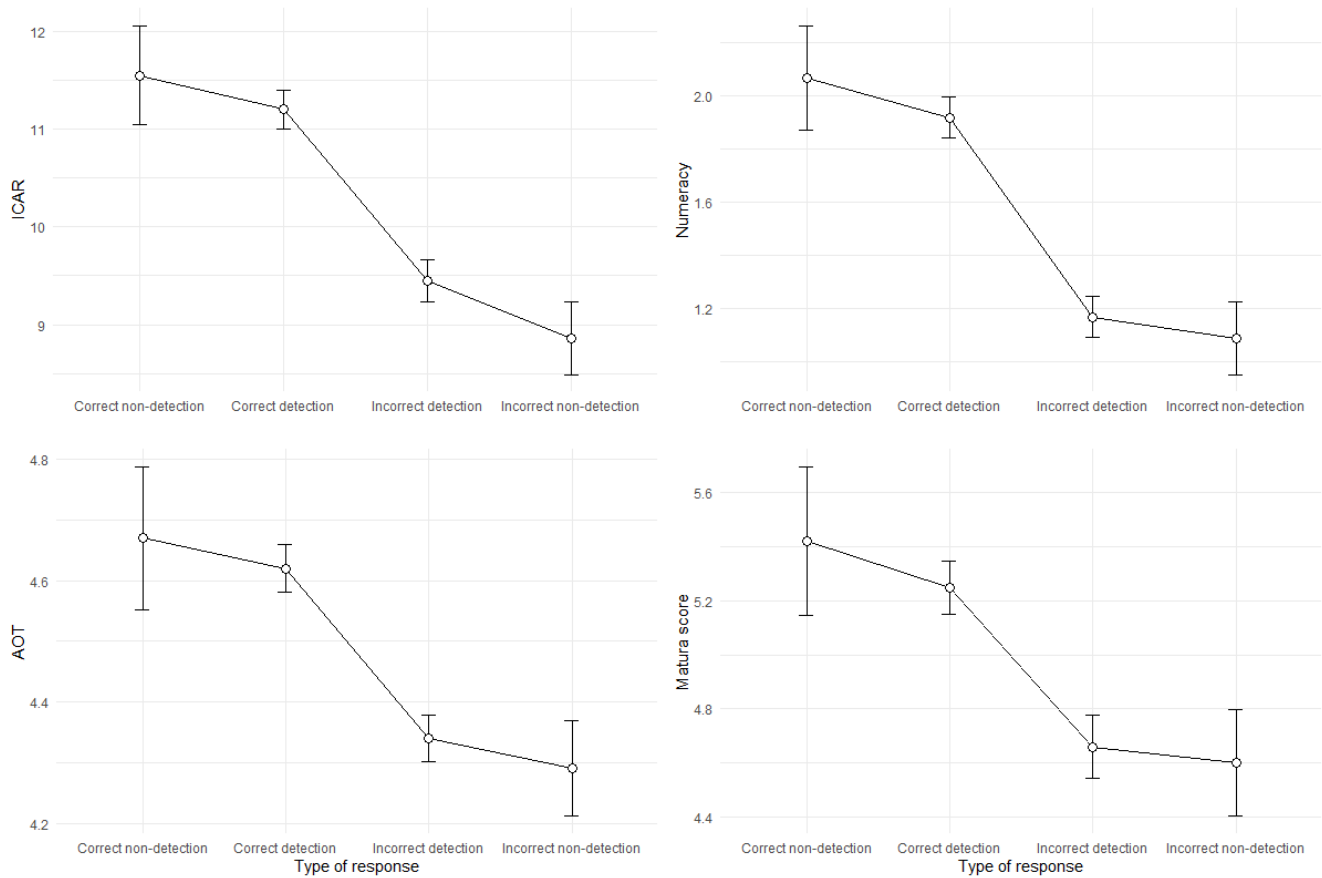 ICAR
12
11
10
9
Correct non-detection Correct detection Incorrect detection Incorrect non-detection
Numeracy
2.0
1.6
1.2
Correct non-detection Correct detection Incorrect detection Incorrect non-detection
AOT
4.8
4.6
4.4
4.2
Correct non-detection Correct detection Incorrect detection Incorrect non-detection
Type of response
Matura score
5.6
5.2
4.8
4.4
Correct non-detection Correct detection Incorrect detection Incorrect non-detection
Type of response